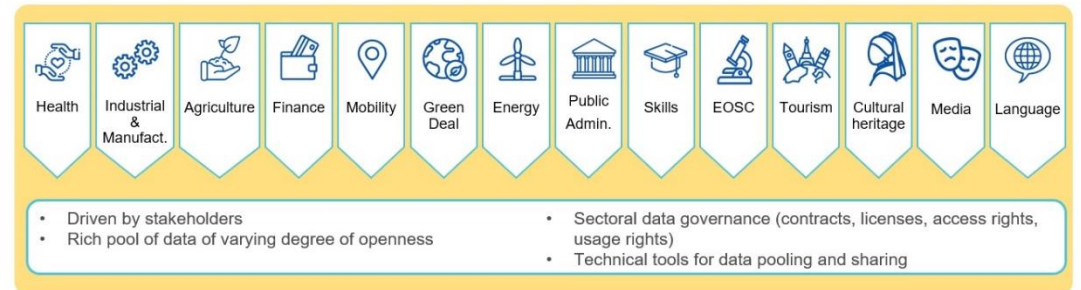 Health
Industrial
&
Manufact.
Agriculture
Finance
Mobility
Green
Deal
Energy
Public
Admin.
Skills
EOSC
Tourism
Cultural
heritage
Media
Language
• Driven by stakeholders
• Rich pool of data of varying degree of openness
• Sectoral data governance (contracts, licenses, access rights,
usage rights)
• Technical tools for data pooling and sharing